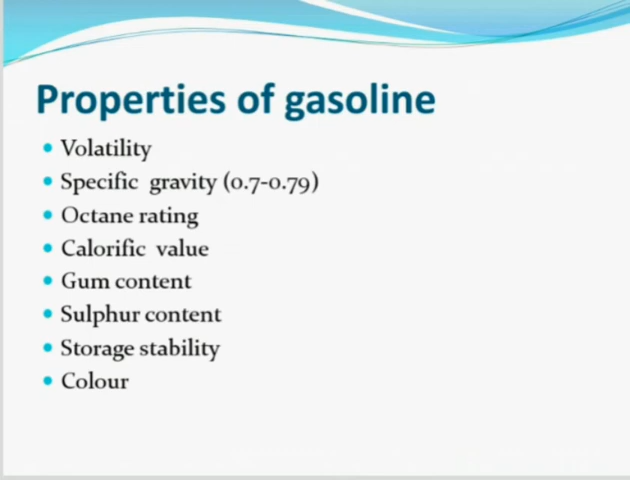 Properties of gasoline
• Volatility
• Specific gravity (0.7-0.79)
• Octane rating
• Calorific value
• Gum content
• Sulphur content
• Storage stability
• Colour